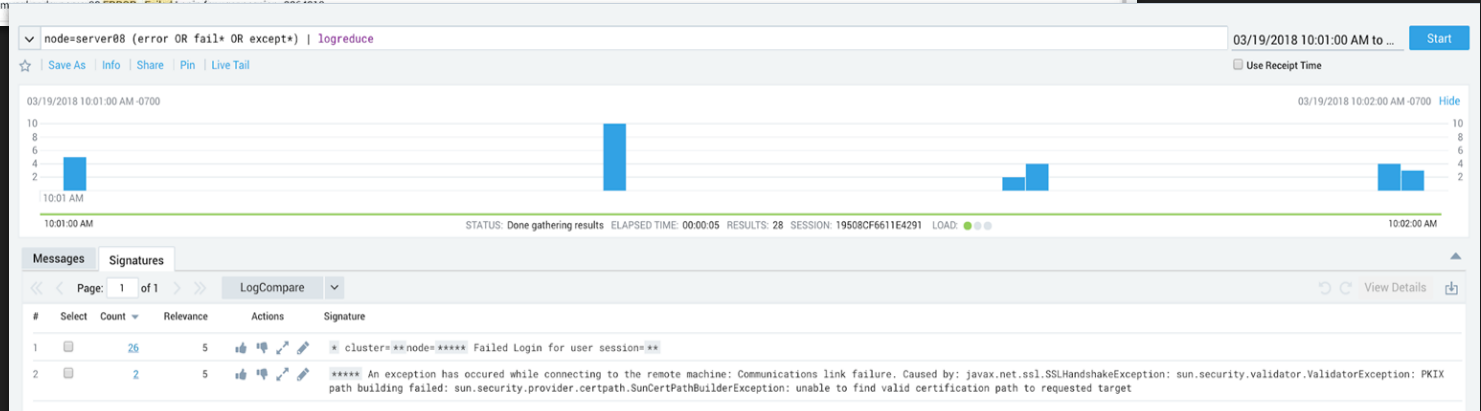 node=server08 (error OR fail* OR except*) | logreduce
03/19/2018 10:01:00 AM to ...
Start
Save As Info Share Pin Live Tail
Use Receipt Time
03/19/2018 10:01:00 AM -0700
03/19/2018 10:02:00 AM -0700 Hide
10 10
8 8
6 6
4 4
2 2
10:01 AM
10:01:00 AM
STATUS: Done gathering results ELAPSED TIME: 00:00:05 RESULTS: 28 SESSION: 19508CF6611E4291 LOAD:
10:02:00 AM
Messages Signatures
Page: 1 of 1 LogCompare View Details
# Select Count Relevance Actions Signature
1 26 5 * cluster=**node=***** Failed Login for user session=**
2 2 5 ***** An exception has occured while connecting to the remote machine: Communications link failure. Caused by: javax.net.ssl.SSLHandshakeException: sun.security.validator.ValidatorException: PKIX
path building failed: sun.security.provider.certpath.SunCertPathBuilderException: unable to find valid certification path to requested target